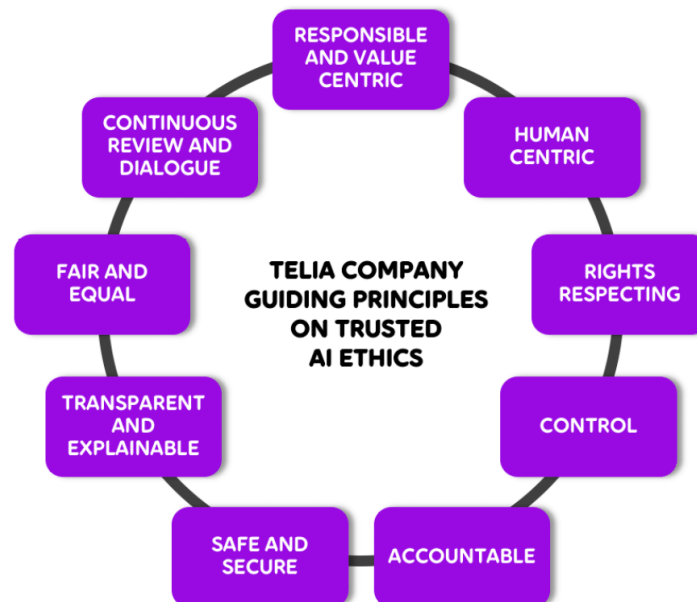 RESPONSIBLE
AND VALUE
CENTRIC
HUMAN
CENTRIC
RIGHTS
RESPECTING
CONTROL
ACCOUNTABLE
SAFE AND
SECURE
TRANSPARENT
AND
EXPLAINABLE
FAIR AND
EQUAL
CONTINUOUS
REVIEW AND
DIALOGUE
TELIA COMPANY
GUIDING PRINCIPLES
ON TRUSTED
AI ETHICS